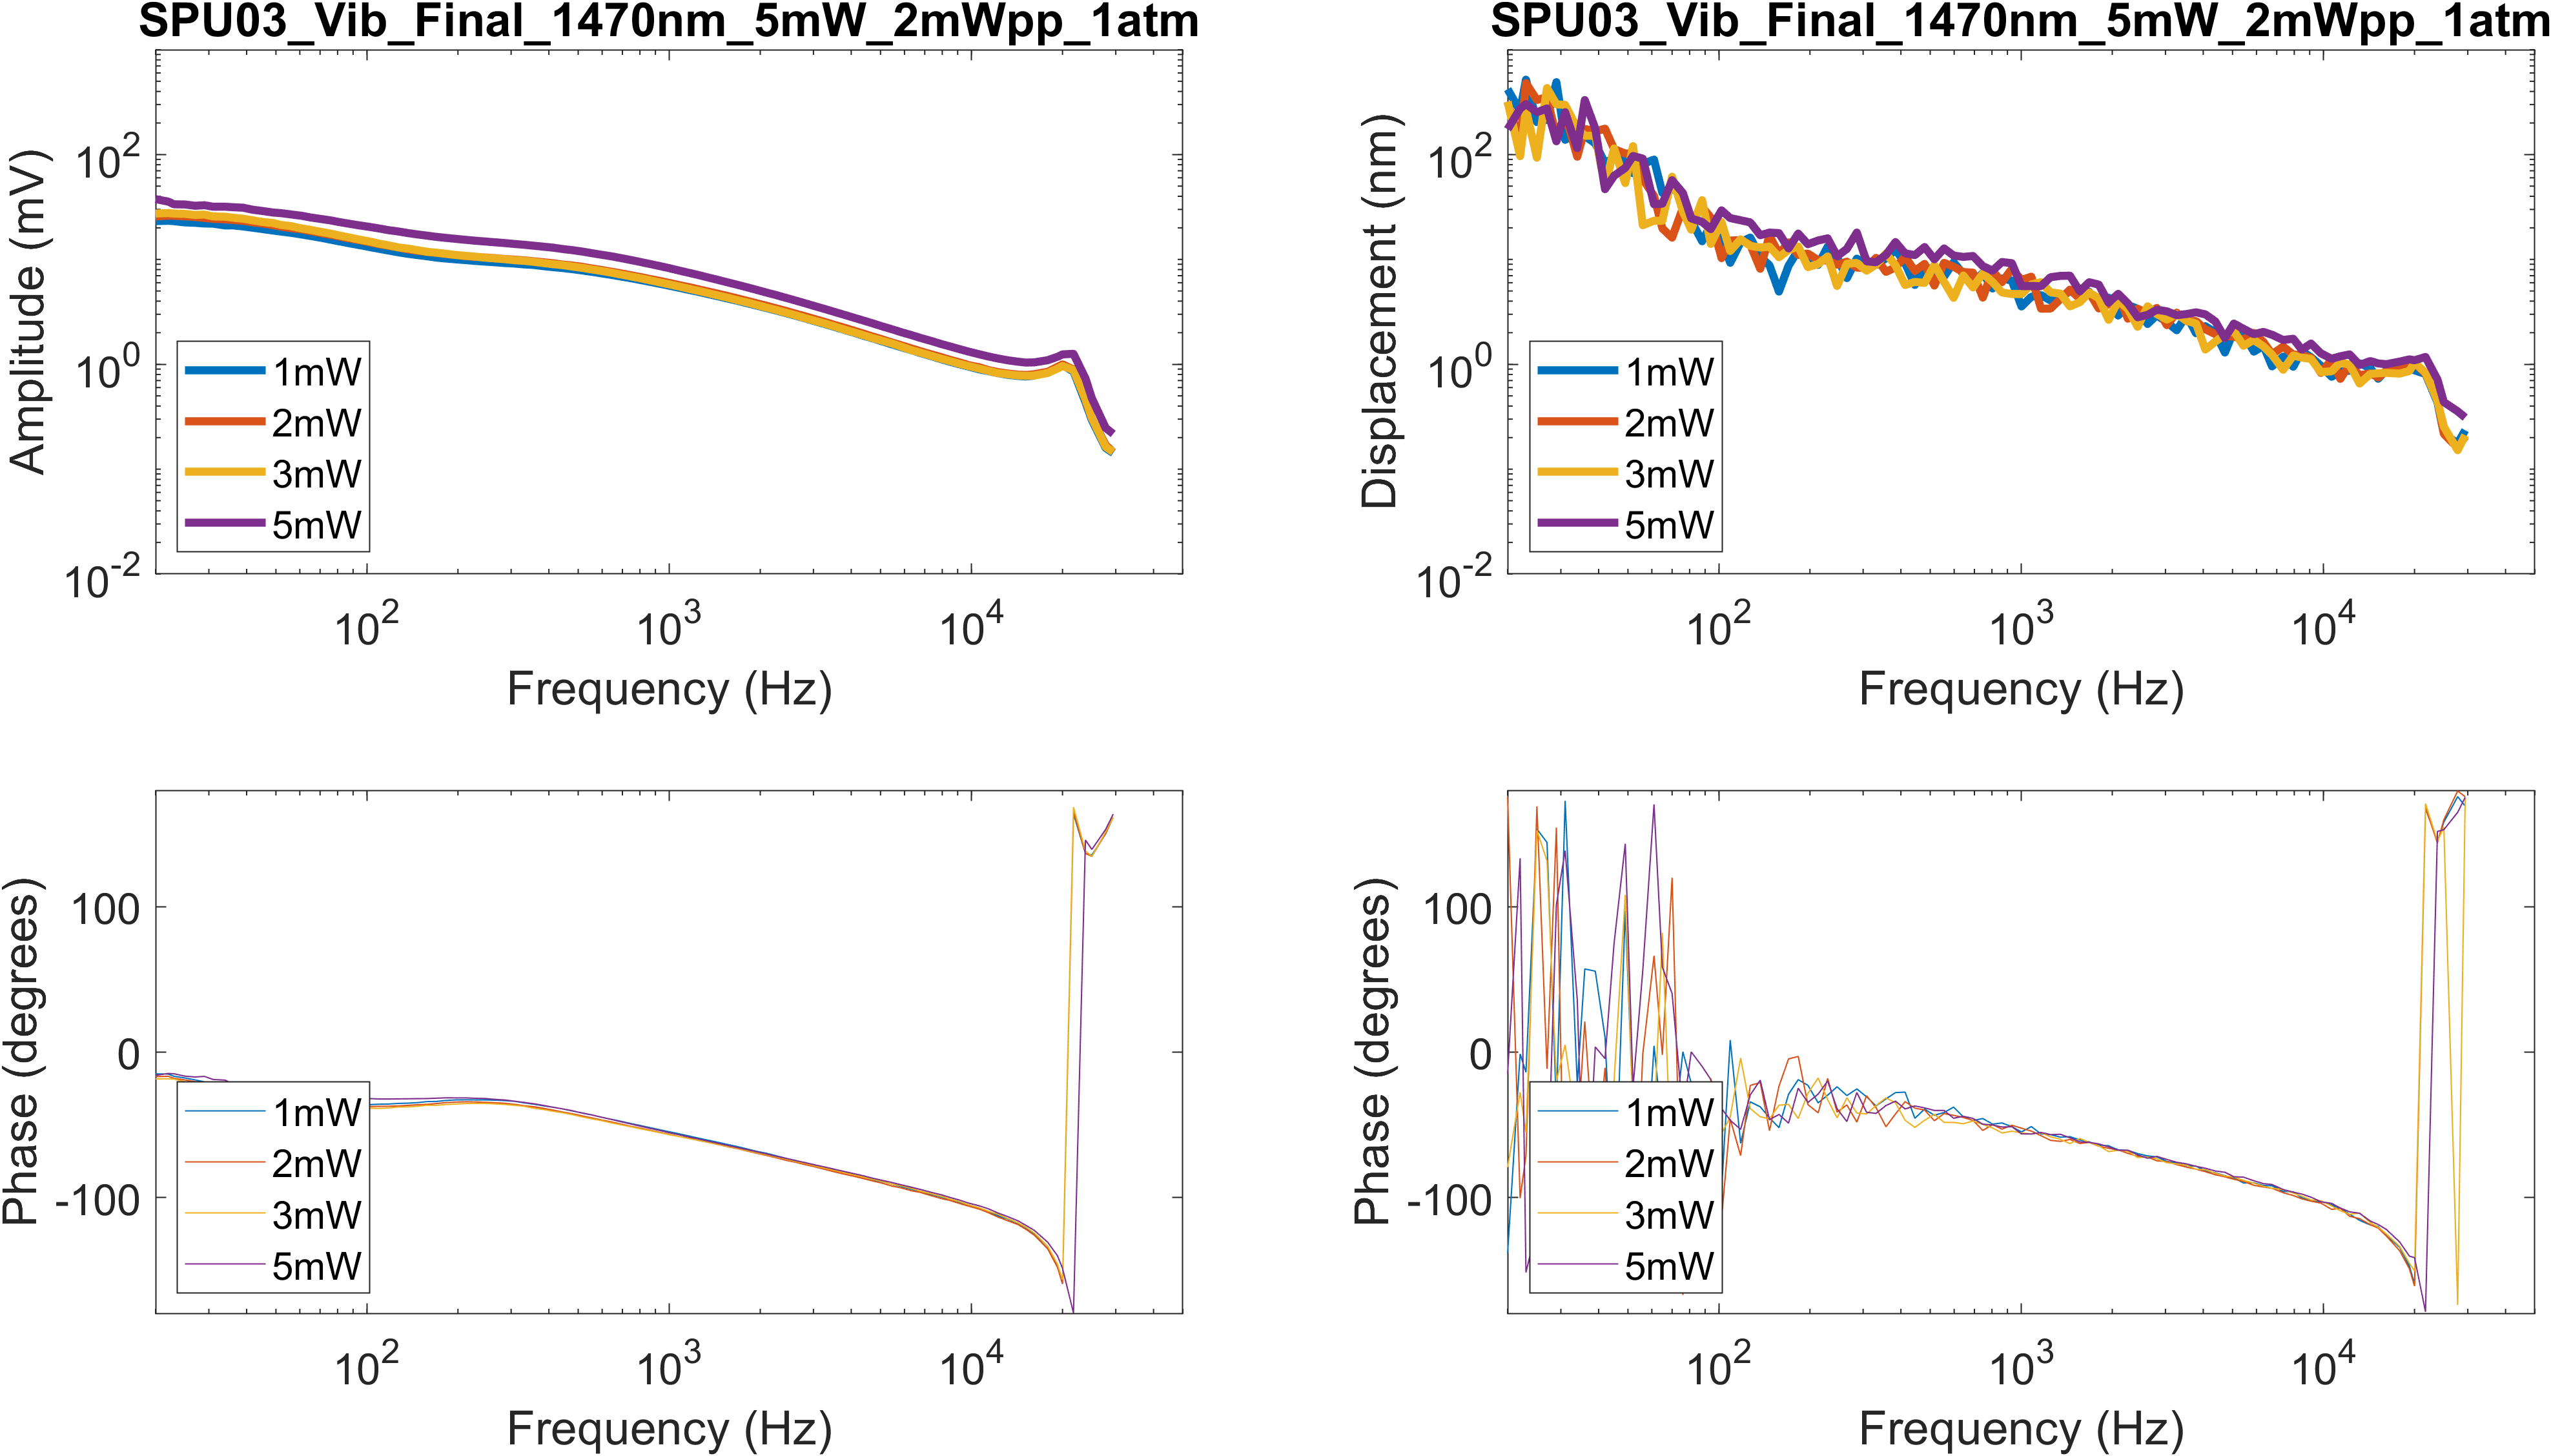 SPU03_Vib_Final_1470nm_5mW_2mWpp_1atm
Amplitude (mV)
10^2
10^0
10^-2
1mW
2mW
3mW
5mW
10^2 10^3 10^4
Frequency (Hz)
SPU03_Vib_Final_1470nm_5mW_2mWpp_1atm
Displacement (nm)
10^2
10^0
10^-2
1mW
2mW
3mW
5mW
10^2 10^3 10^4
Frequency (Hz)
Phase (degrees)
100
0
-100
1mW
2mW
3mW
5mW
10^2 10^3 10^4
Frequency (Hz)
Phase (degrees)
100
0
-100
1mW
2mW
3mW
5mW
10^2 10^3 10^4
Frequency (Hz)